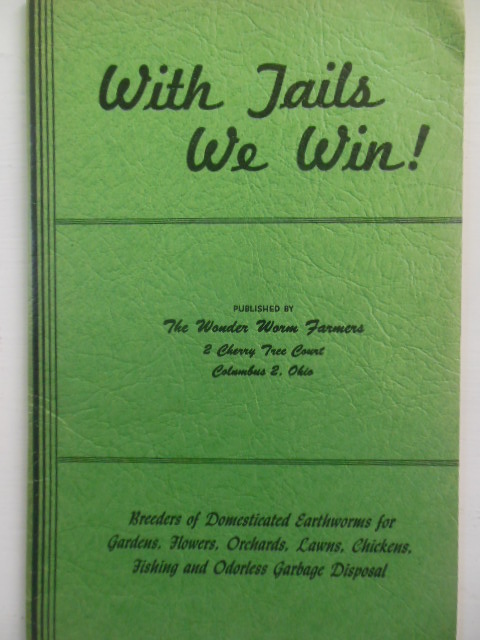 With Tails
We Win!
PUBLISHED BY
The Wonder Worm Farmers
2 Cherry Tree Court
Columbus 2, Ohio
Breeders of Domesticated Earthworms for
Gardens, Flowers, Orchards, Lawns, Chickens,
Fishing and Odorless Garbage Disposal